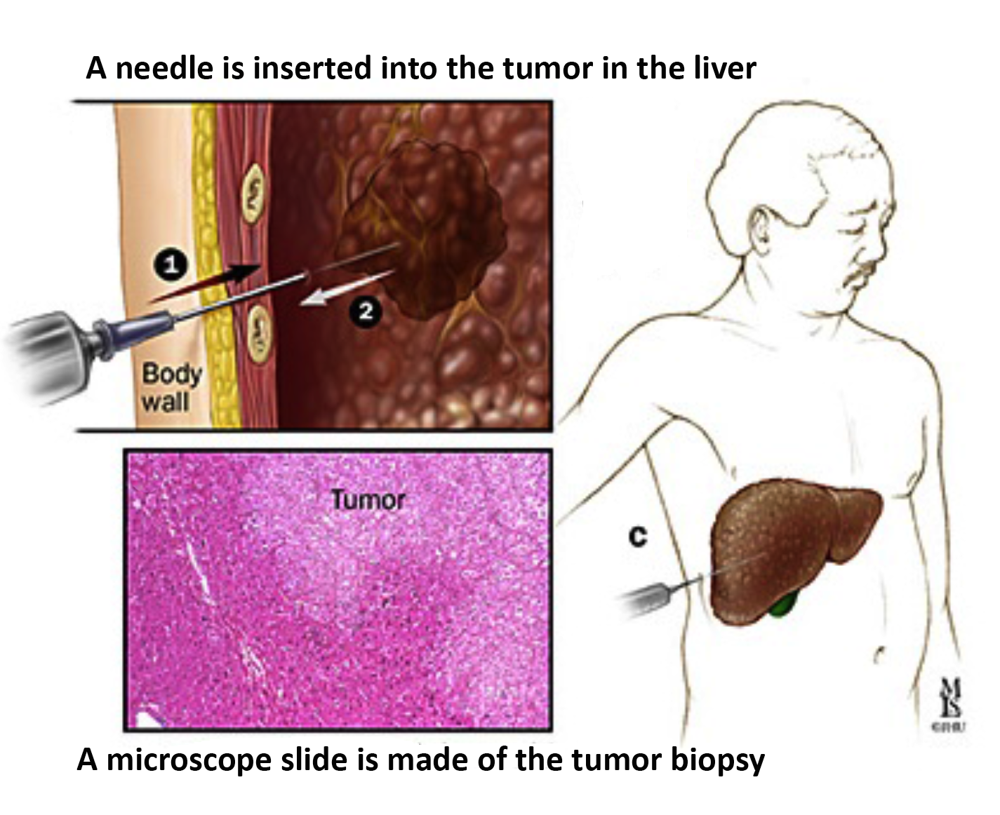 A needle is inserted into the tumor in the liver
1
2
Body
wall
Tumor
C
M
IS
A microscope slide is made of the tumor biopsy